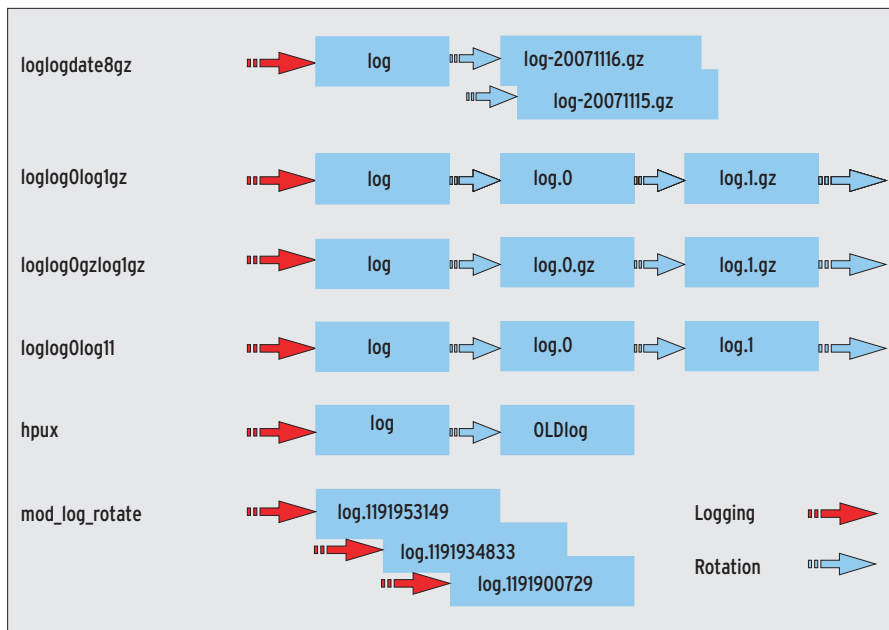 loglogdate8gz
log
log-20071116.gz
log-20071115.gz
loglog0log1gz
log
log.0
log.1.gz
loglog0gzlog1gz
log
log.0.gz
log.1.gz
loglog0log11
log
log.0
log.1
hpux
log
OLDlog
mod_log_rotate
log.1191953149
log.1191934833
log.1191900729
Logging
Rotation